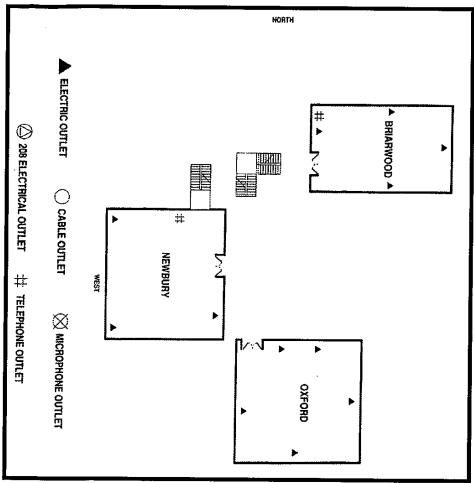 NORTH
BRIARWOOD
NEWBURY
OXFORD
WEST
ELECTRIC OUTLET
CABLE OUTLET
MICROPHONE OUTLET
208 ELECTRICAL OUTLET
TELEPHONE OUTLET